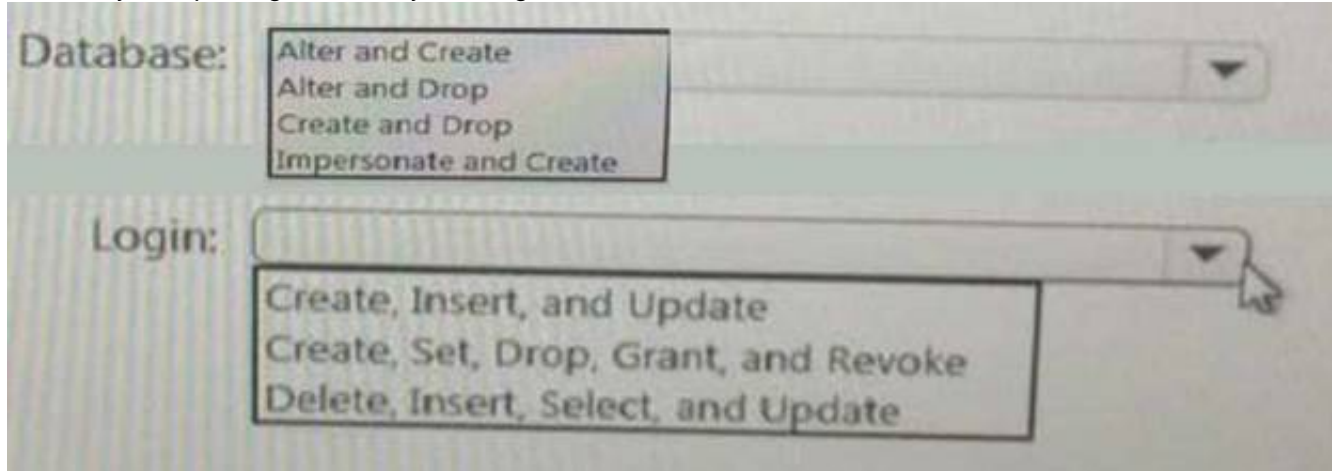 Database:
Alter and Create
Alter and Drop
Create and Drop
Impersonate and Create
Login:
Create, Insert, and Update
Create, Set, Drop, Grant, and Revoke
Delete, Insert, Select, and Update